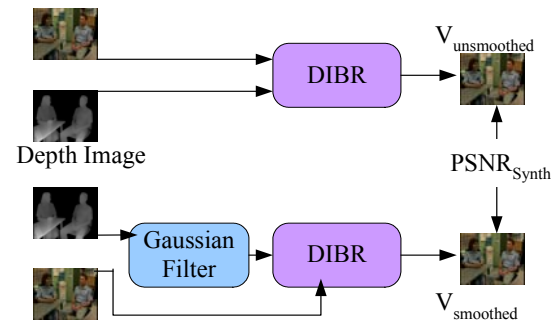 V_unsmoothed
DIBR
Depth Image
PSNR_Synth
Gaussian
Filter
DIBR
V_smoothed